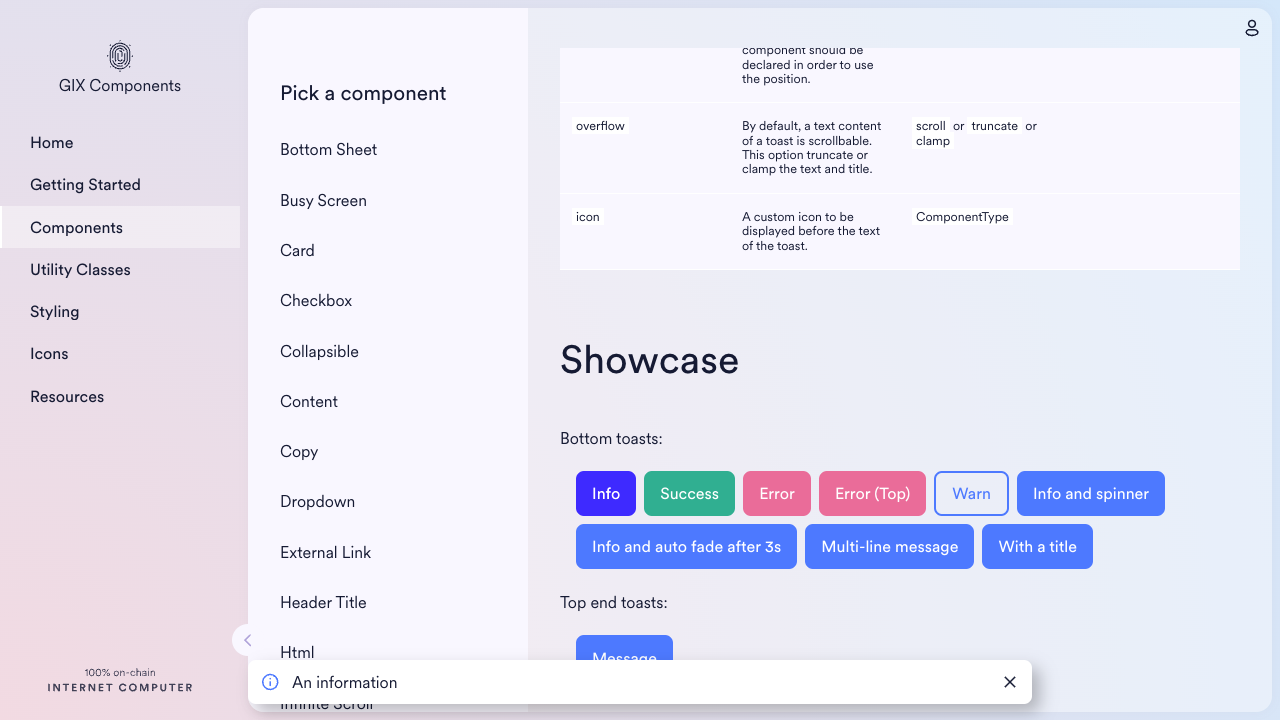 GIX Components
Home
Getting Started
Components
Utility Classes
Styling
Icons
Resources
100% on-chain
INTERNET COMPUTER
Pick a component
Bottom Sheet
Busy Screen
Card
Checkbox
Collapsible
Content
Copy
Dropdown
External Link
Header Title
Html
Infinite Scroll
component should be
declared in order to use
the position.
overflow
By default, a text content
of a toast is scrollable.
This option truncate or
clamp the text and title.
scroll or truncate or
clamp
icon
A custom icon to be
displayed before the text
of the toast.
ComponentType
Showcase
Bottom toasts:
Info Success Error Error (Top) Warn Info and spinner
Info and auto fade after 3s Multi-line message With a title
Top end toasts:
Message
An information